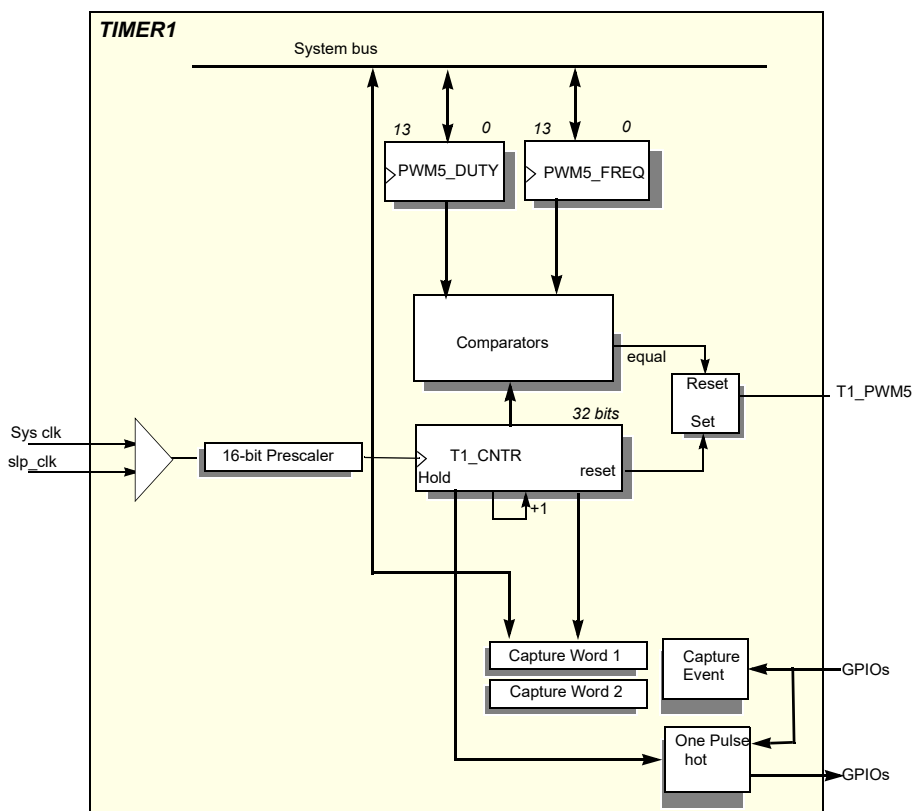 TIMER1
System bus
13 0 13 0
PWM5_DUTY PWM5_FREQ
Comparators
equal
Reset
Set
T1_PWM5
32 bits
Sys clk
slp_clk
16-bit Prescaler
T1_CNTR
Hold
reset
+1
Capture Word 1
Capture Word 2
Capture
Event
GPIOs
One Pulse
hot
GPIOs